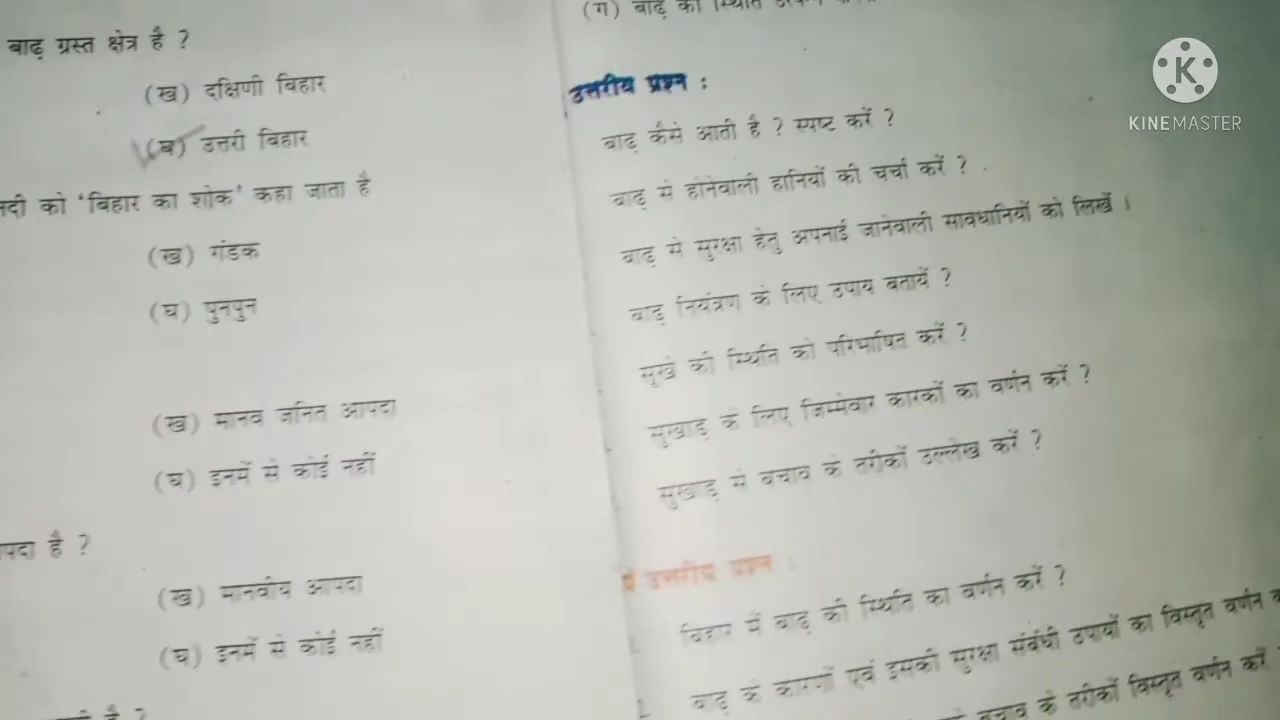 बाढ़ ग्रस्त क्षेत्र है ?
(ख) दक्षिणी बिहार
(घ) उत्तरी बिहार
नदी को 'बिहार का शोक' कहा जाता है
(ख) गंडक
(घ) पुनपुन
(ख) मानव जनित आपदा
(घ) इनमें से कोई नहीं
पदा है ?
(ख) मानवीय आपदा
(घ) इनमें से कोई नहीं
(ग) बाढ़ की स्थिति
उत्तरीय प्रश्न :
बाढ़ कैसे आती है ? स्पष्ट करें ?
बाढ़ से होनेवाली हानियों की चर्चा करें ? .
बाढ़ से सुरक्षा हेतु अपनाई जानेवाली सावधानियों को लिखें ।
बाढ़ नियंत्रण के लिए उपाय बतायें ?
सूखे की स्थिति को परिभाषित करें ?
सुखाड़ के लिए जिम्मेवार कारकों का वर्णन करें ?
सुखाड़ से बचाव के तरीकों उल्लेख करें ?
उत्तरीय प्रश्न :
बिहार में बाढ़ की स्थिति का वर्णन करें ?
बाढ़ के कारणों एवं इसकी सुरक्षा संबंधी उपायों का विस्तृत वर्णन
बचाव के तरीकों विस्तृत वर्णन करें
KINEMASTER